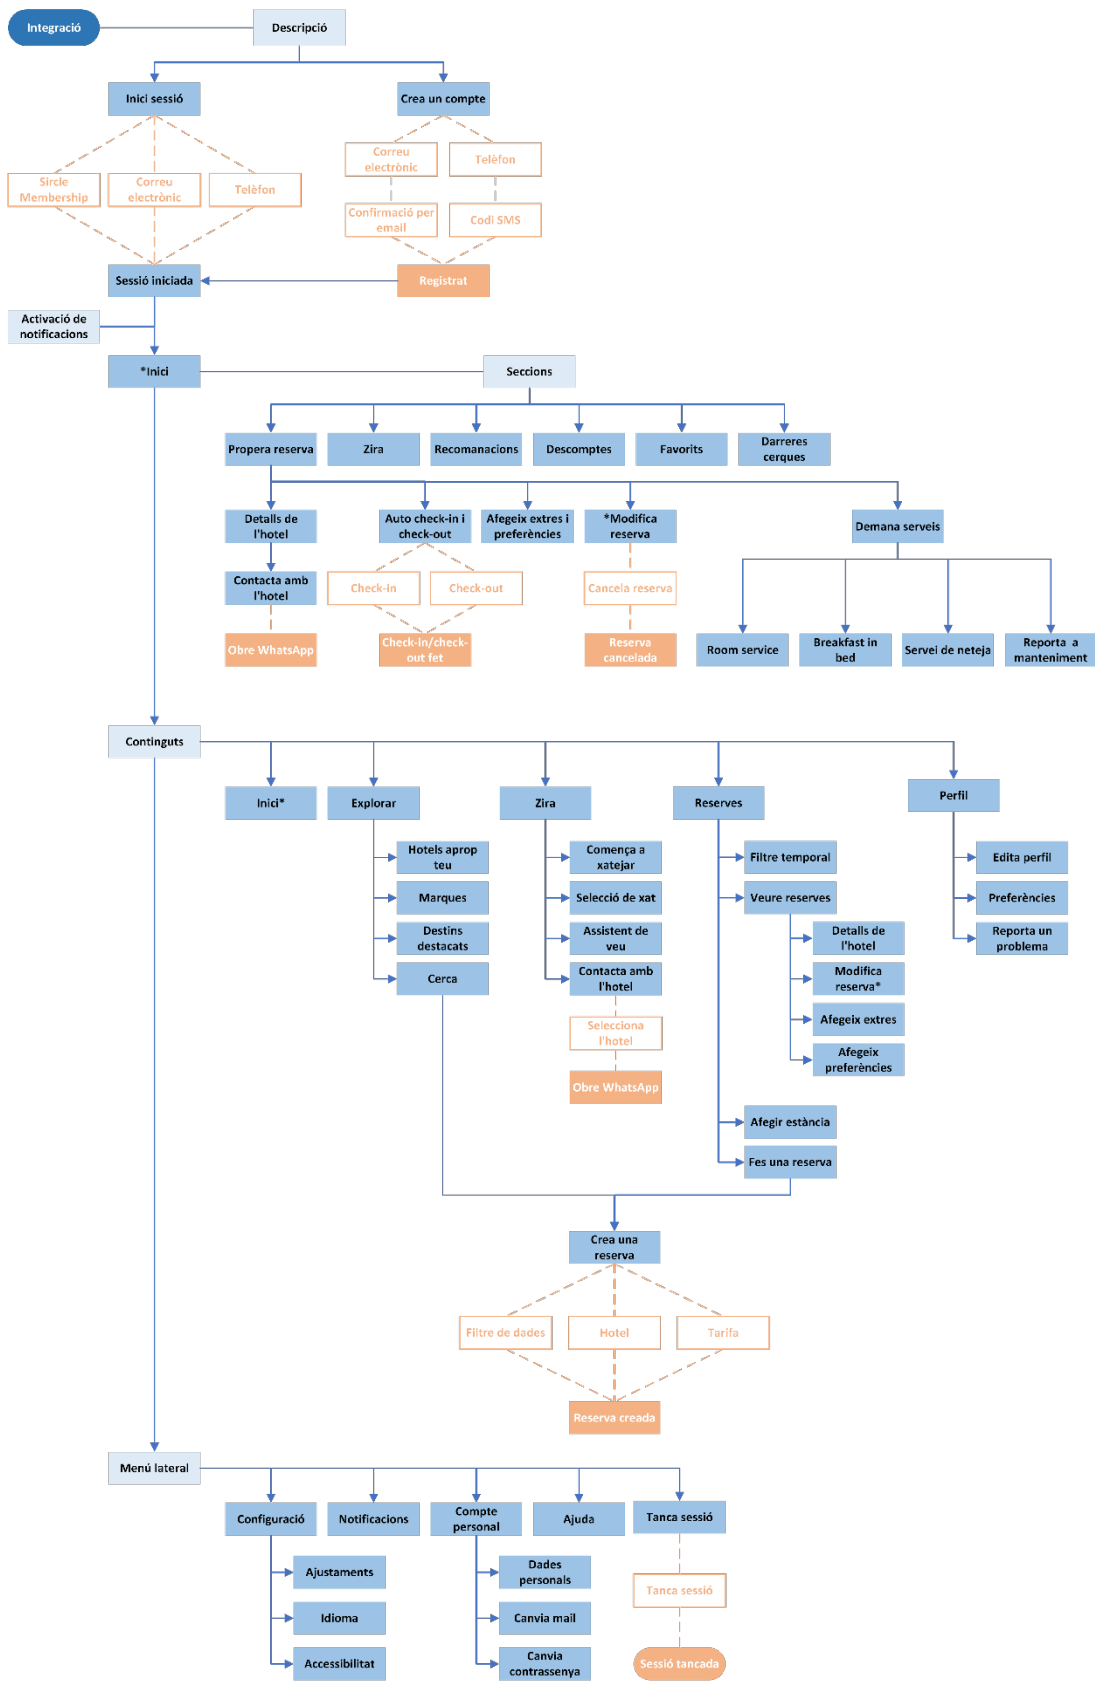 Integració
Descripció
Inici sessió
Crea un compte
Correu
electrònic
Telèfon
Sircle
Membership
Correu
electrònic
Telèfon
Confirmació per
email
Codi SMS
Sessió iniciada
Registrat
Activació de
notificacions
*Inici
Seccions
Propera reserva
Zira
Recomanacions
Descomptes
Favorits
Darreres
cerques
Detalls de
l'hotel
Auto check-in i
check-out
Afegeix extres i
preferències
*Modifica
reserva
Demana serveis
Contacta amb
l'hotel
Check-in
Check-out
Cancela reserva
Obre WhatsApp
Check-in/check-
out fet
Reserva
cancelada
Room service
Breakfast in
bed
Servei de neteja
Reporta a
manteniment
Continguts
Inici*
Explorar
Zira
Reserves
Perfil
Hotels aprop
teu
Comença a
xatejar
Filtre temporal
Edita perfil
Marques
Selecció de xat
Veure reserves
Preferències
Destins
destacats
Assistent de
veu
Detalls de
l'hotel
Reporta un
problema
Cerca
Contacta amb
l'hotel
Modifica
reserva*
Selecciona
l'hotel
Afegeix extres
Afegeix
preferències
Obre WhatsApp
Afegir estància
Fes una reserva
Crea una
reserva
Filtre de dades
Hotel
Tarifa
Reserva creada
Menú lateral
Configuració
Notificacions
Compte
personal
Ajuda
Tanca sessió
Ajustaments
Dades
personals
Tanca sessió
Idioma
Canvia mail
Accessibilitat
Canvia
contrassenya
Sessió tancada